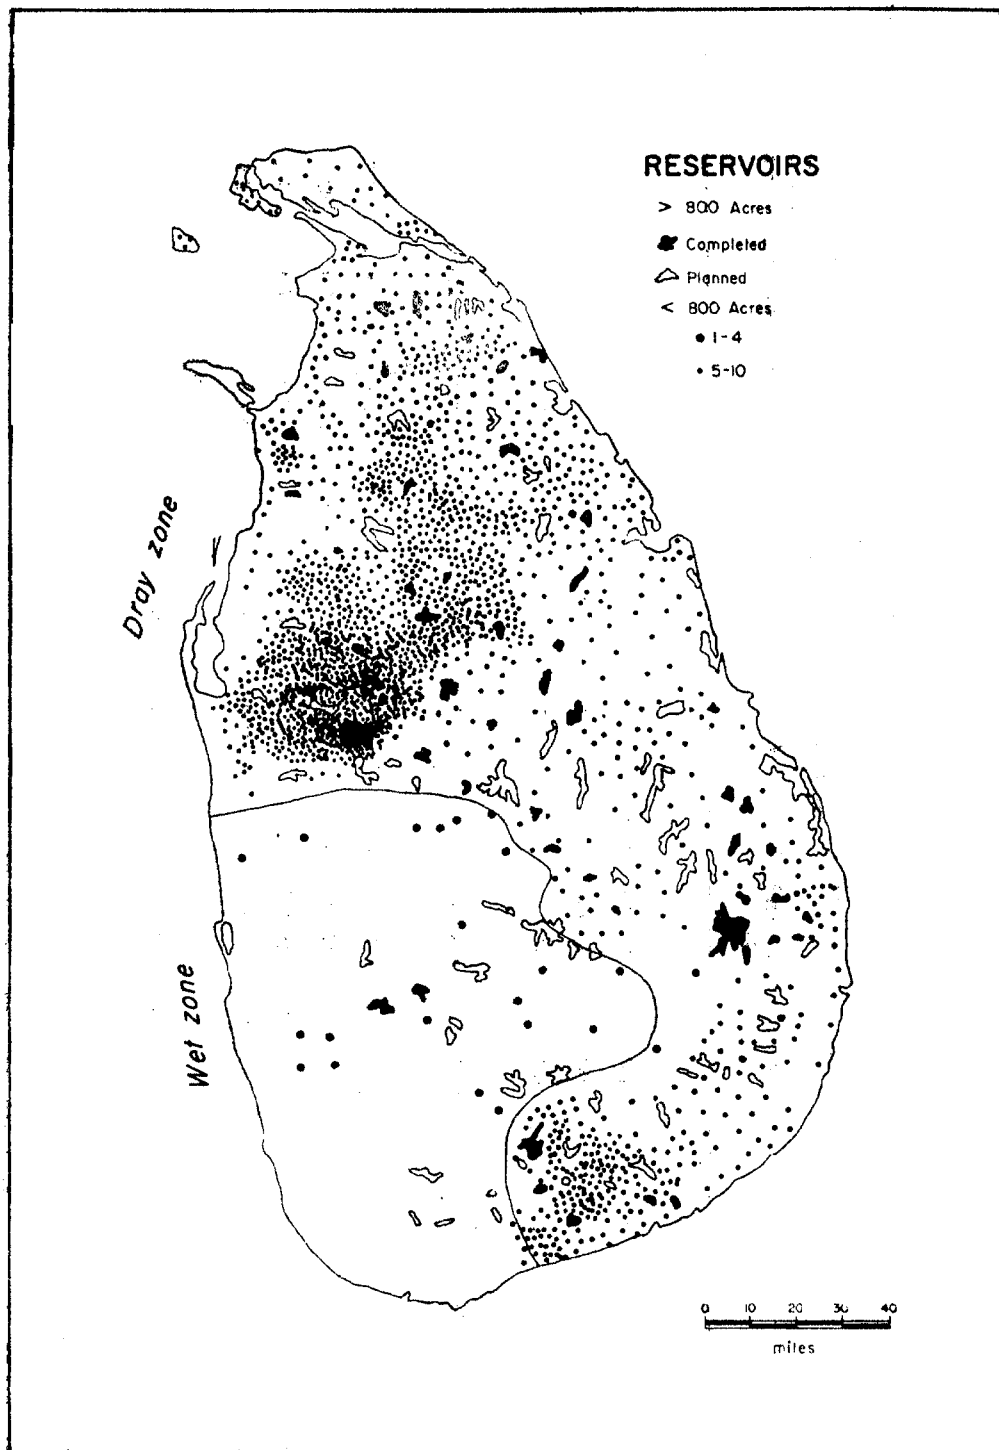 RESERVOIRS
> 800 Acres
Completed
Planned
< 800 Acres
1-4
5-10
Dray zone
Wet zone
0 10 20 30 40
miles